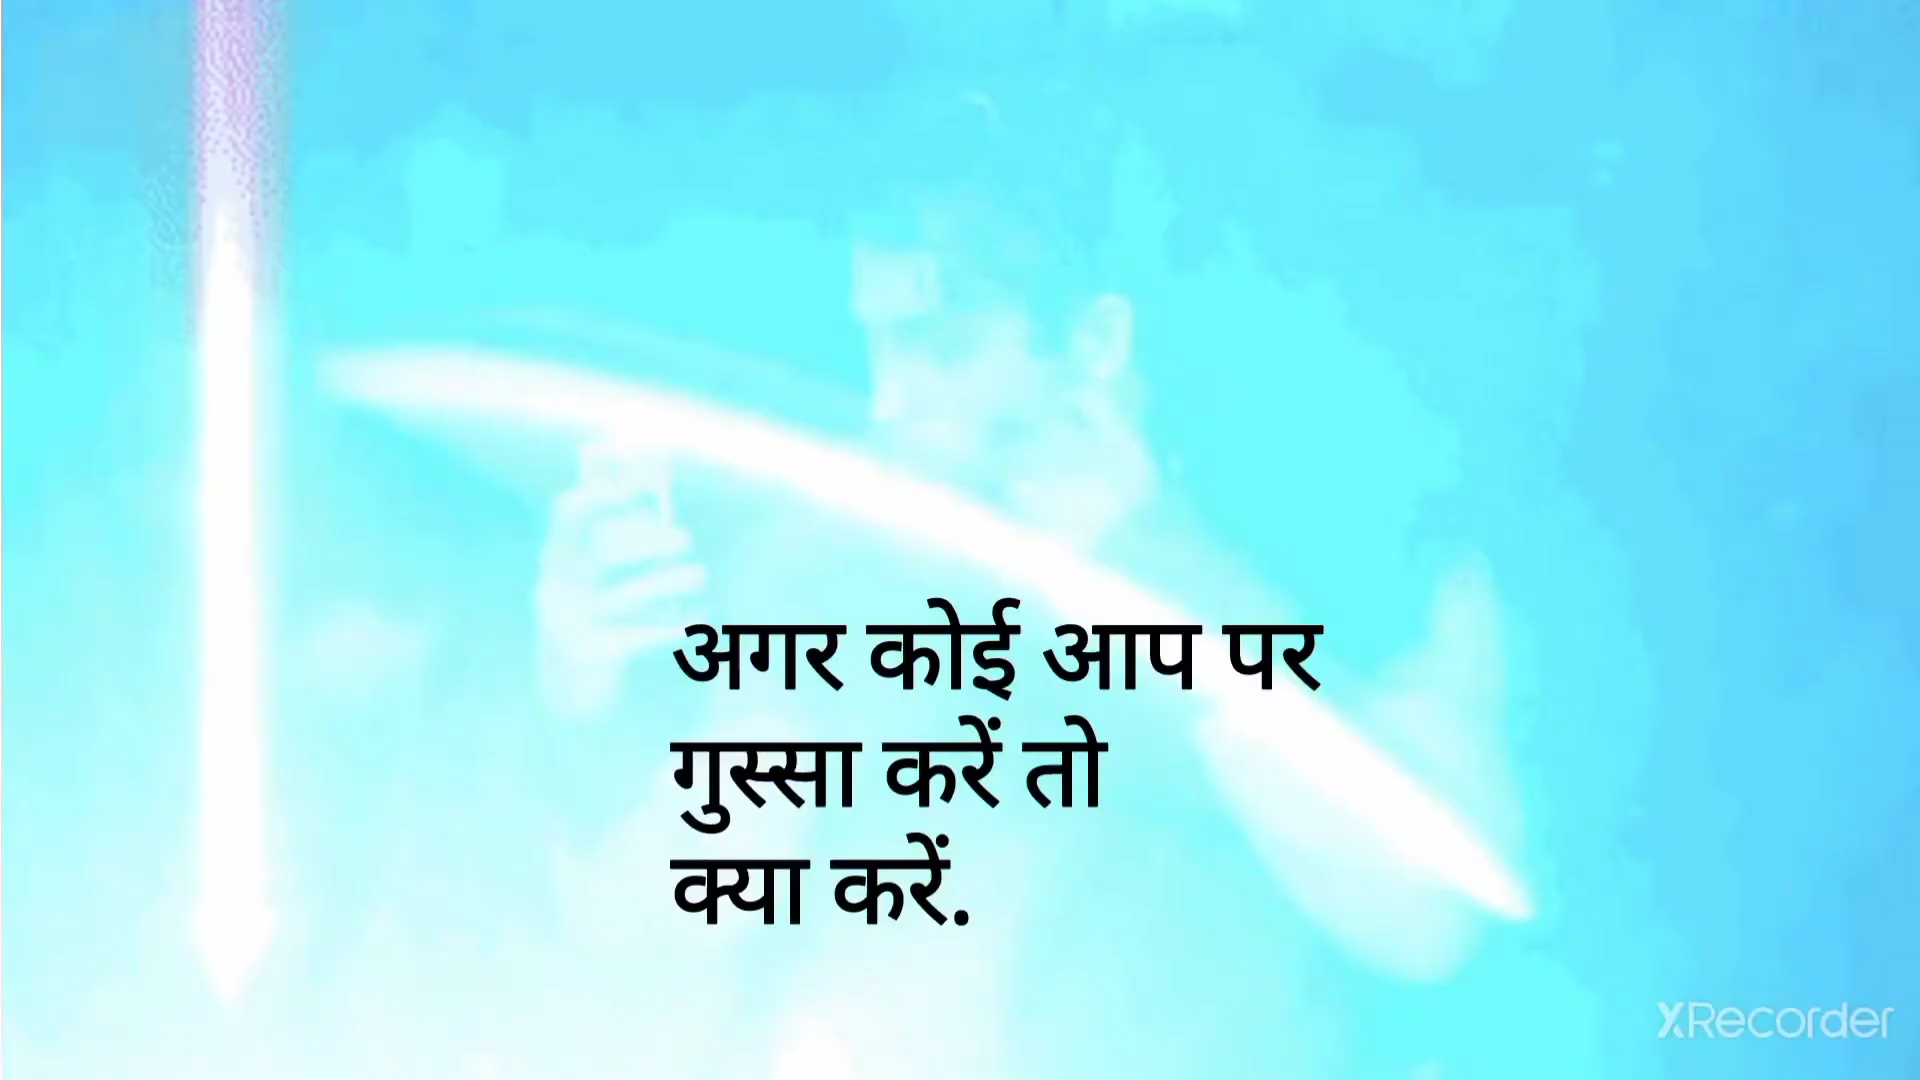 अगर कोई आप पर
गुस्सा करें तो
क्या करें.
XRecorder